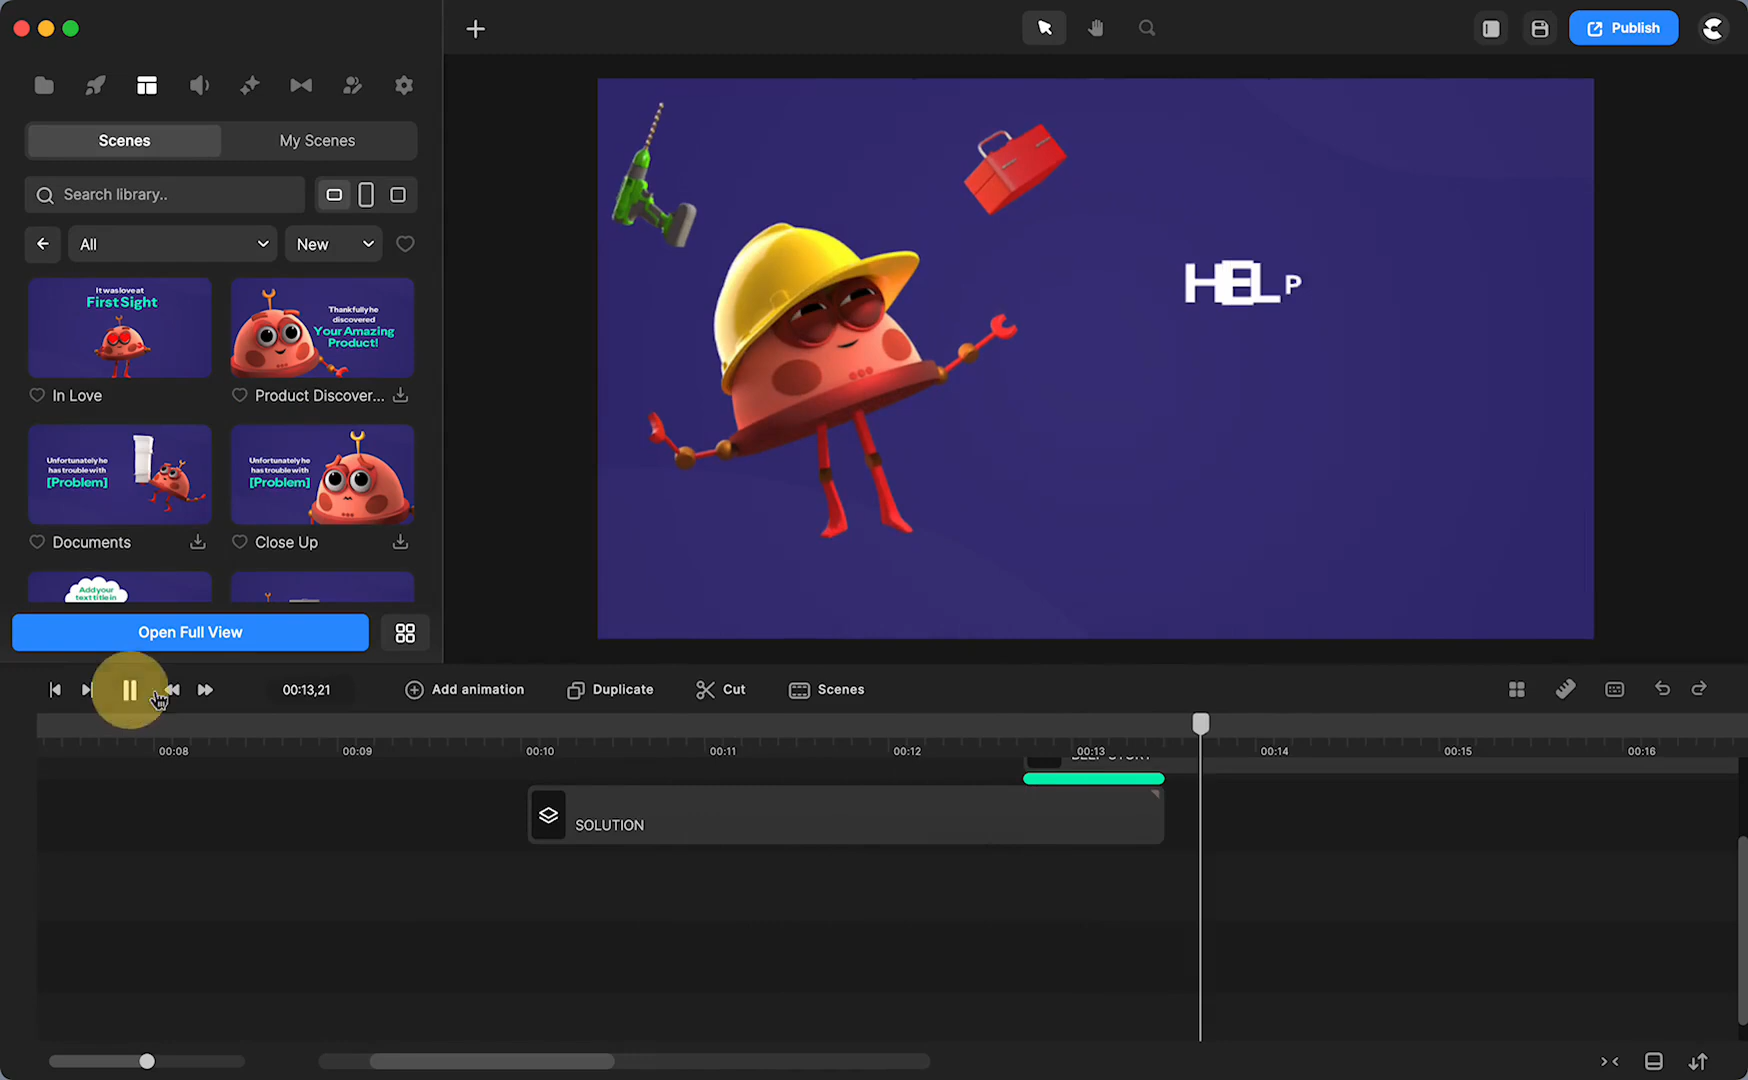 Publish
Scenes
My Scenes
Search library..
All
New
It was love at
First Sight
Thankfully he
discovered
Your Amazing
Product!
In Love
Product Discover...
Unfortunately he
has trouble with
[Problem]
Unfortunately he
has trouble with
[Problem]
Documents
Close Up
Add your
text title in
Open Full View
HELP
00:13,21
Add animation
Duplicate
Cut
Scenes
00:08
00:09
00:10
00:11
00:12
00:13
00:14
00:15
00:16
SOLUTION